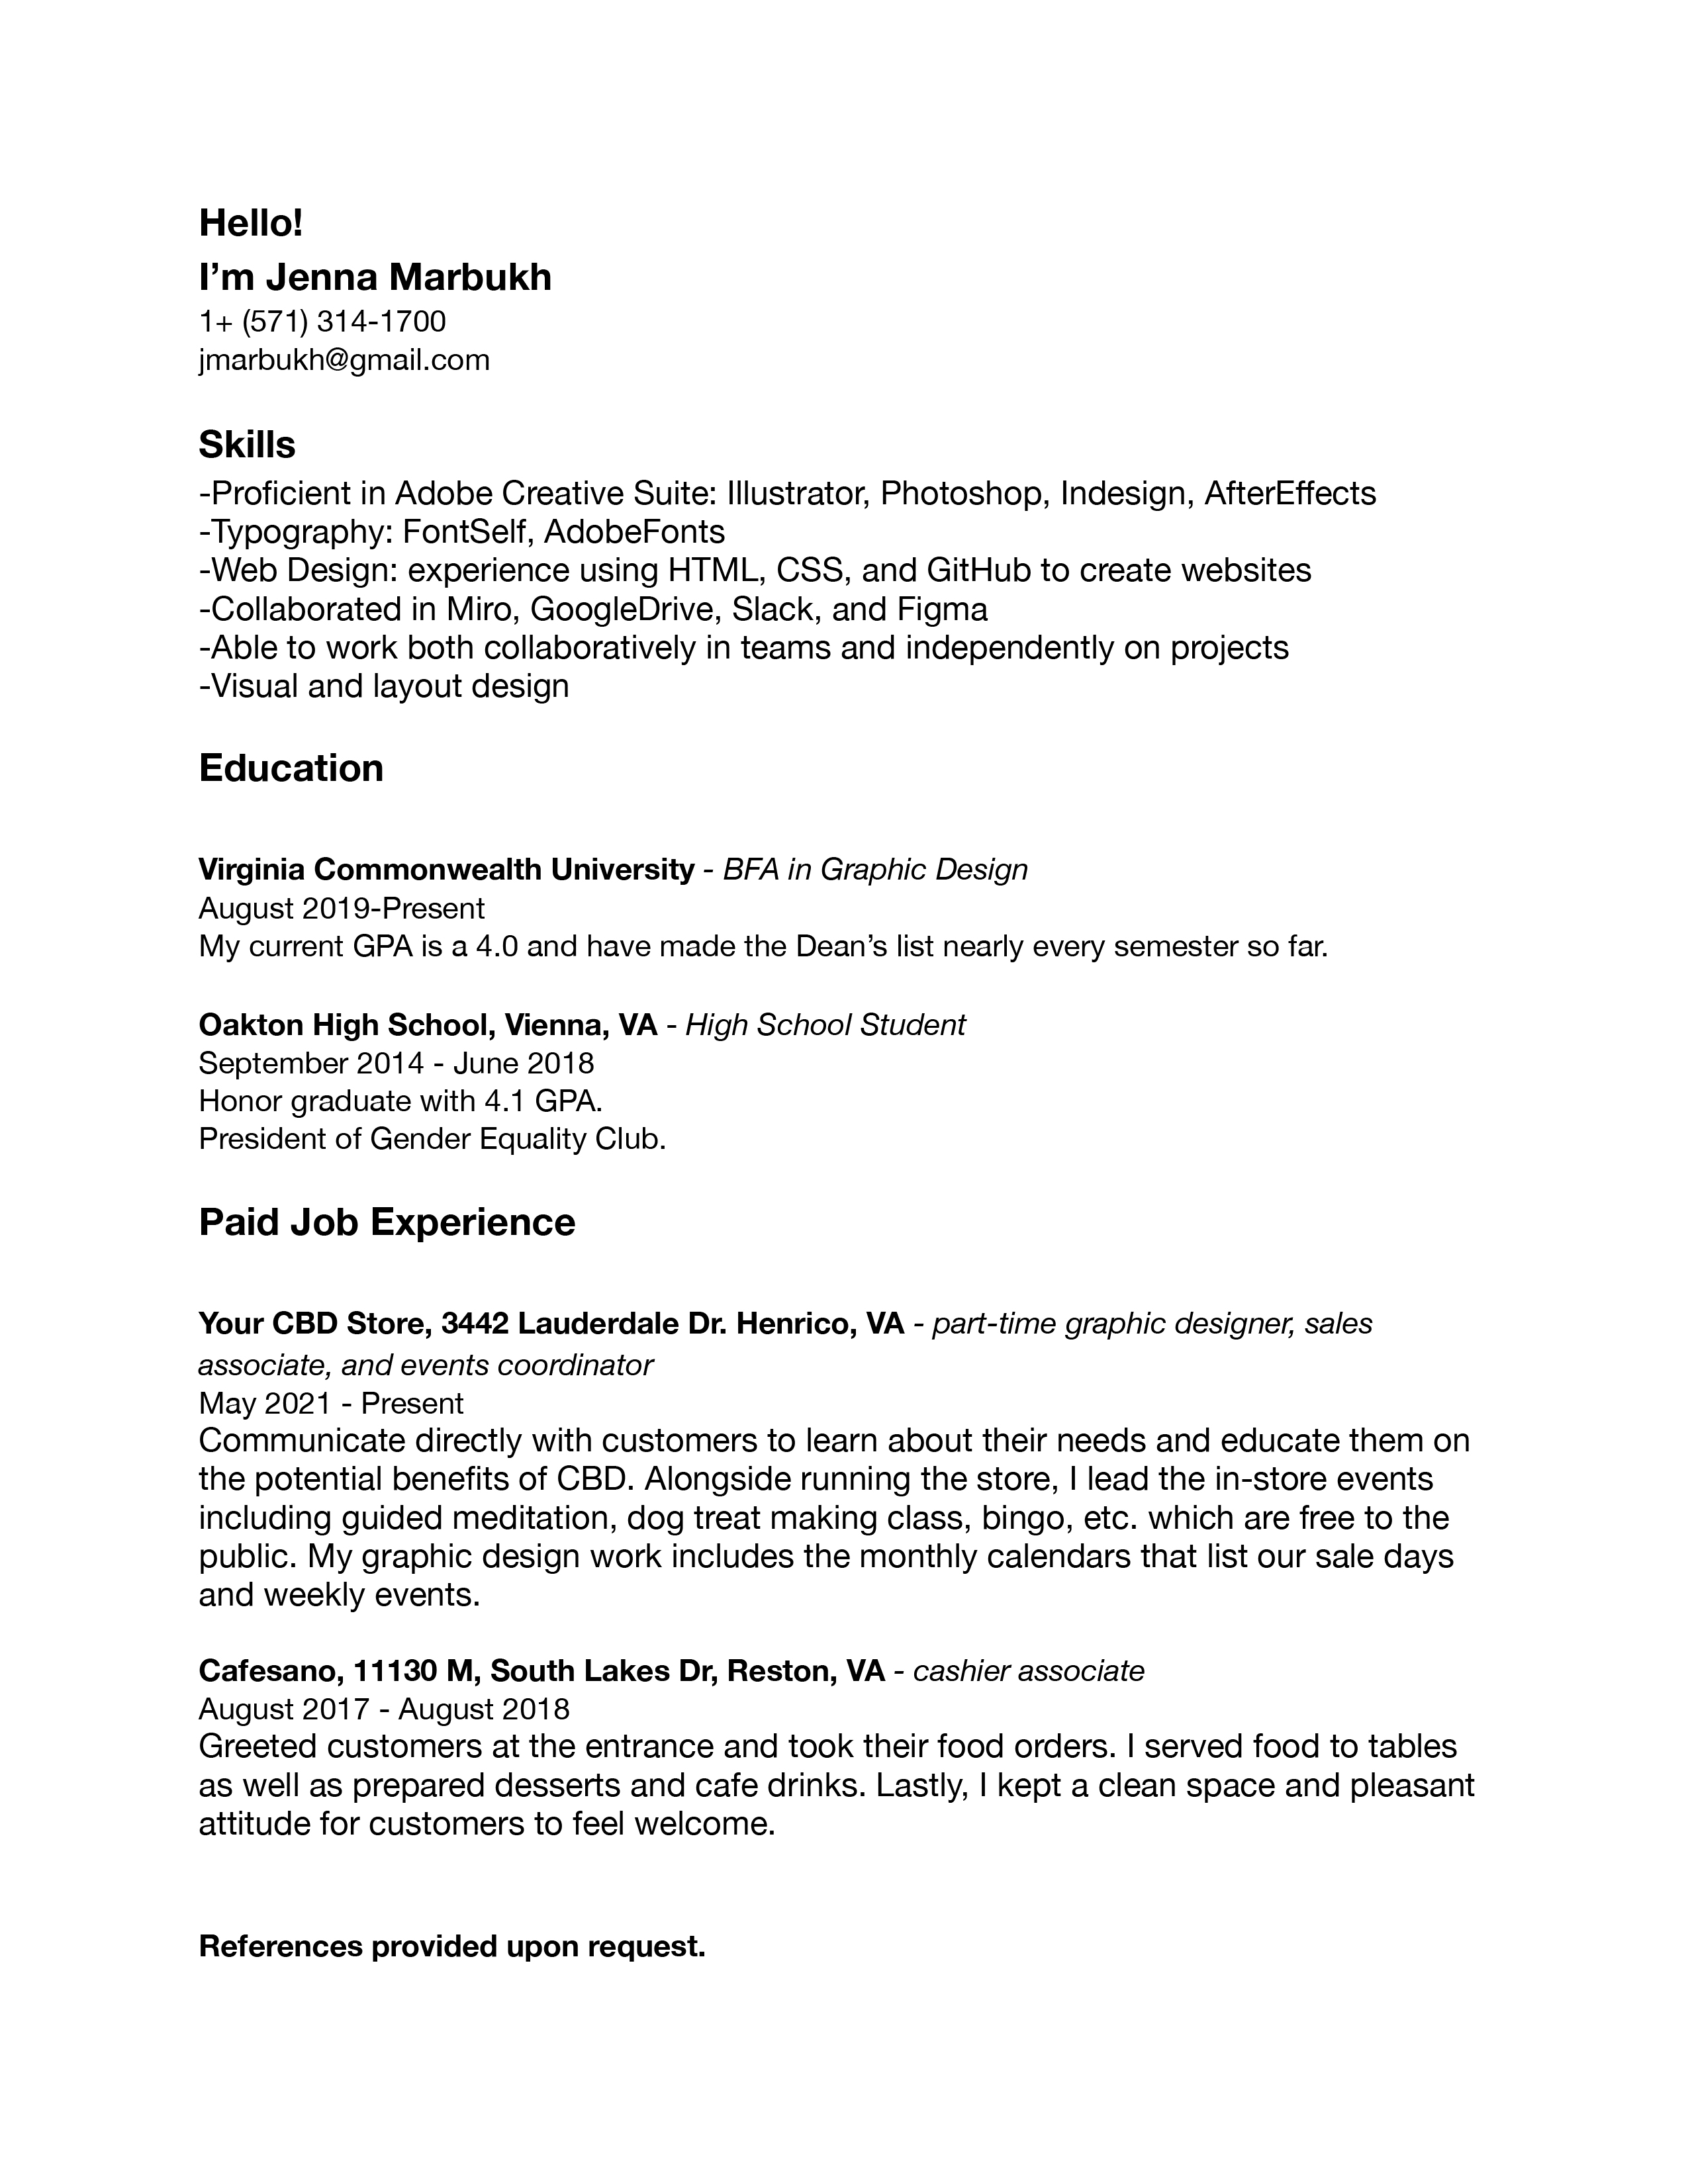 Hello!
I’m Jenna Marbukh
1+ (571) 314-1700
jmarbukh@gmail.com
Skills
-Proficient in Adobe Creative Suite: Illustrator, Photoshop, Indesign, AfterEffects
-Typography: FontSelf, AdobeFonts
-Web Design: experience using HTML, CSS, and GitHub to create websites
-Collaborated in Miro, GoogleDrive, Slack, and Figma
-Able to work both collaboratively in teams and independently on projects
-Visual and layout design
Education
Virginia Commonwealth University - BFA in Graphic Design
August 2019-Present
My current GPA is a 4.0 and have made the Dean’s list nearly every semester so far.
Oakton High School, Vienna, VA - High School Student
September 2014 - June 2018
Honor graduate with 4.1 GPA.
President of Gender Equality Club.
Paid Job Experience
Your CBD Store, 3442 Lauderdale Dr. Henrico, VA - part-time graphic designer, sales
associate, and events coordinator
May 2021 - Present
Communicate directly with customers to learn about their needs and educate them on
the potential benefits of CBD. Alongside running the store, I lead the in-store events
including guided meditation, dog treat making class, bingo, etc. which are free to the
public. My graphic design work includes the monthly calendars that list our sale days
and weekly events.
Cafesano, 11130 M, South Lakes Dr, Reston, VA - cashier associate
August 2017 - August 2018
Greeted customers at the entrance and took their food orders. I served food to tables
as well as prepared desserts and cafe drinks. Lastly, I kept a clean space and pleasant
attitude for customers to feel welcome.
References provided upon request.